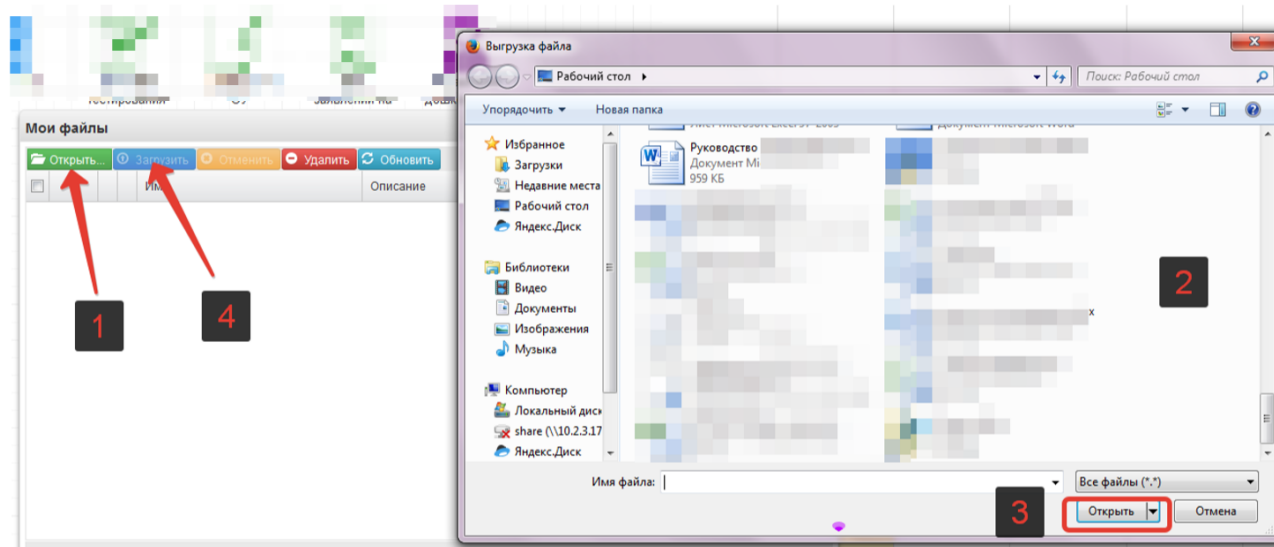 Выгрузка файла
Рабочий стол
Поиск: Рабочий стол
Упорядочить
Новая папка
Мои файлы
Открыть...
Загрузить
Отменить
Удалить
Обновить
Имя
Описание
1
4
Избранное
Загрузки
Недавние места
Рабочий стол
Яндекс.Диск
Библиотеки
Видео
Документы
Изображения
Музыка
Компьютер
Локальный диск
share (\\10.2.3.17
Яндекс.Диск
Руководство
Документ Mi
959 КБ
х
2
Имя файла:
Все файлы (*.*)
3
Открыть
Отмена